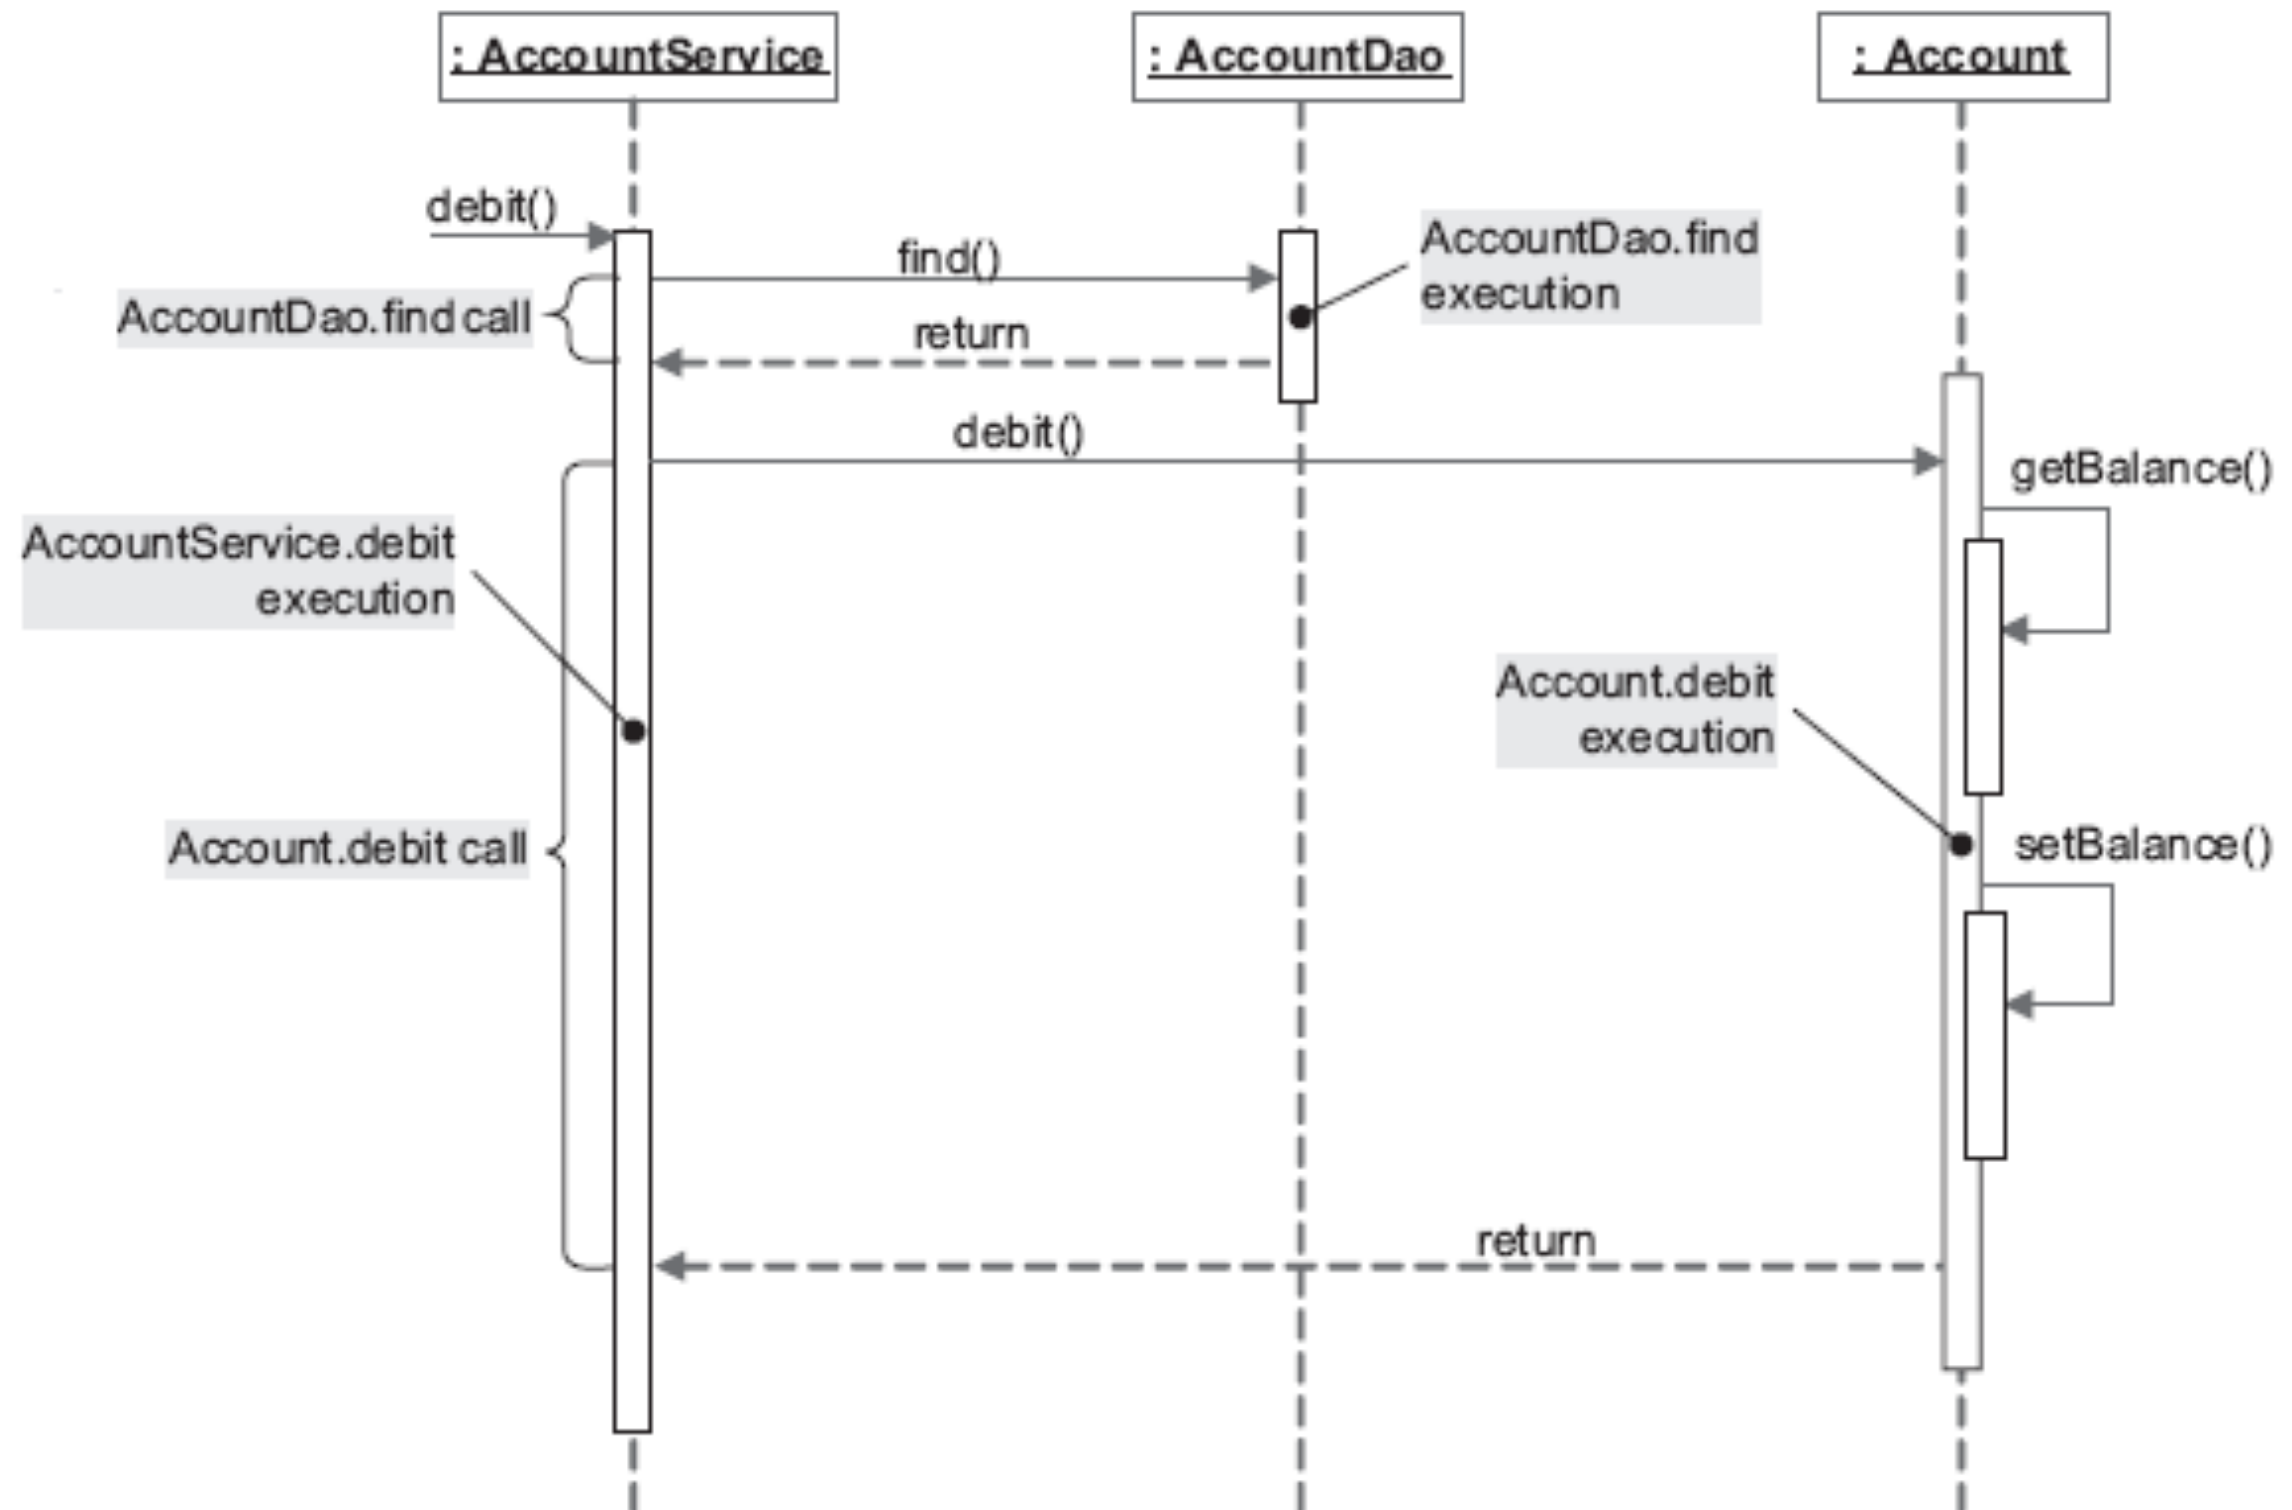 : AccountService
: AccountDao
: Account
debit()
find()
AccountDao.find
execution
AccountDao.find call
return
debit()
getBalance()
AccountService.debit
execution
Account.debit
execution
Account.debit call
setBalance()
return